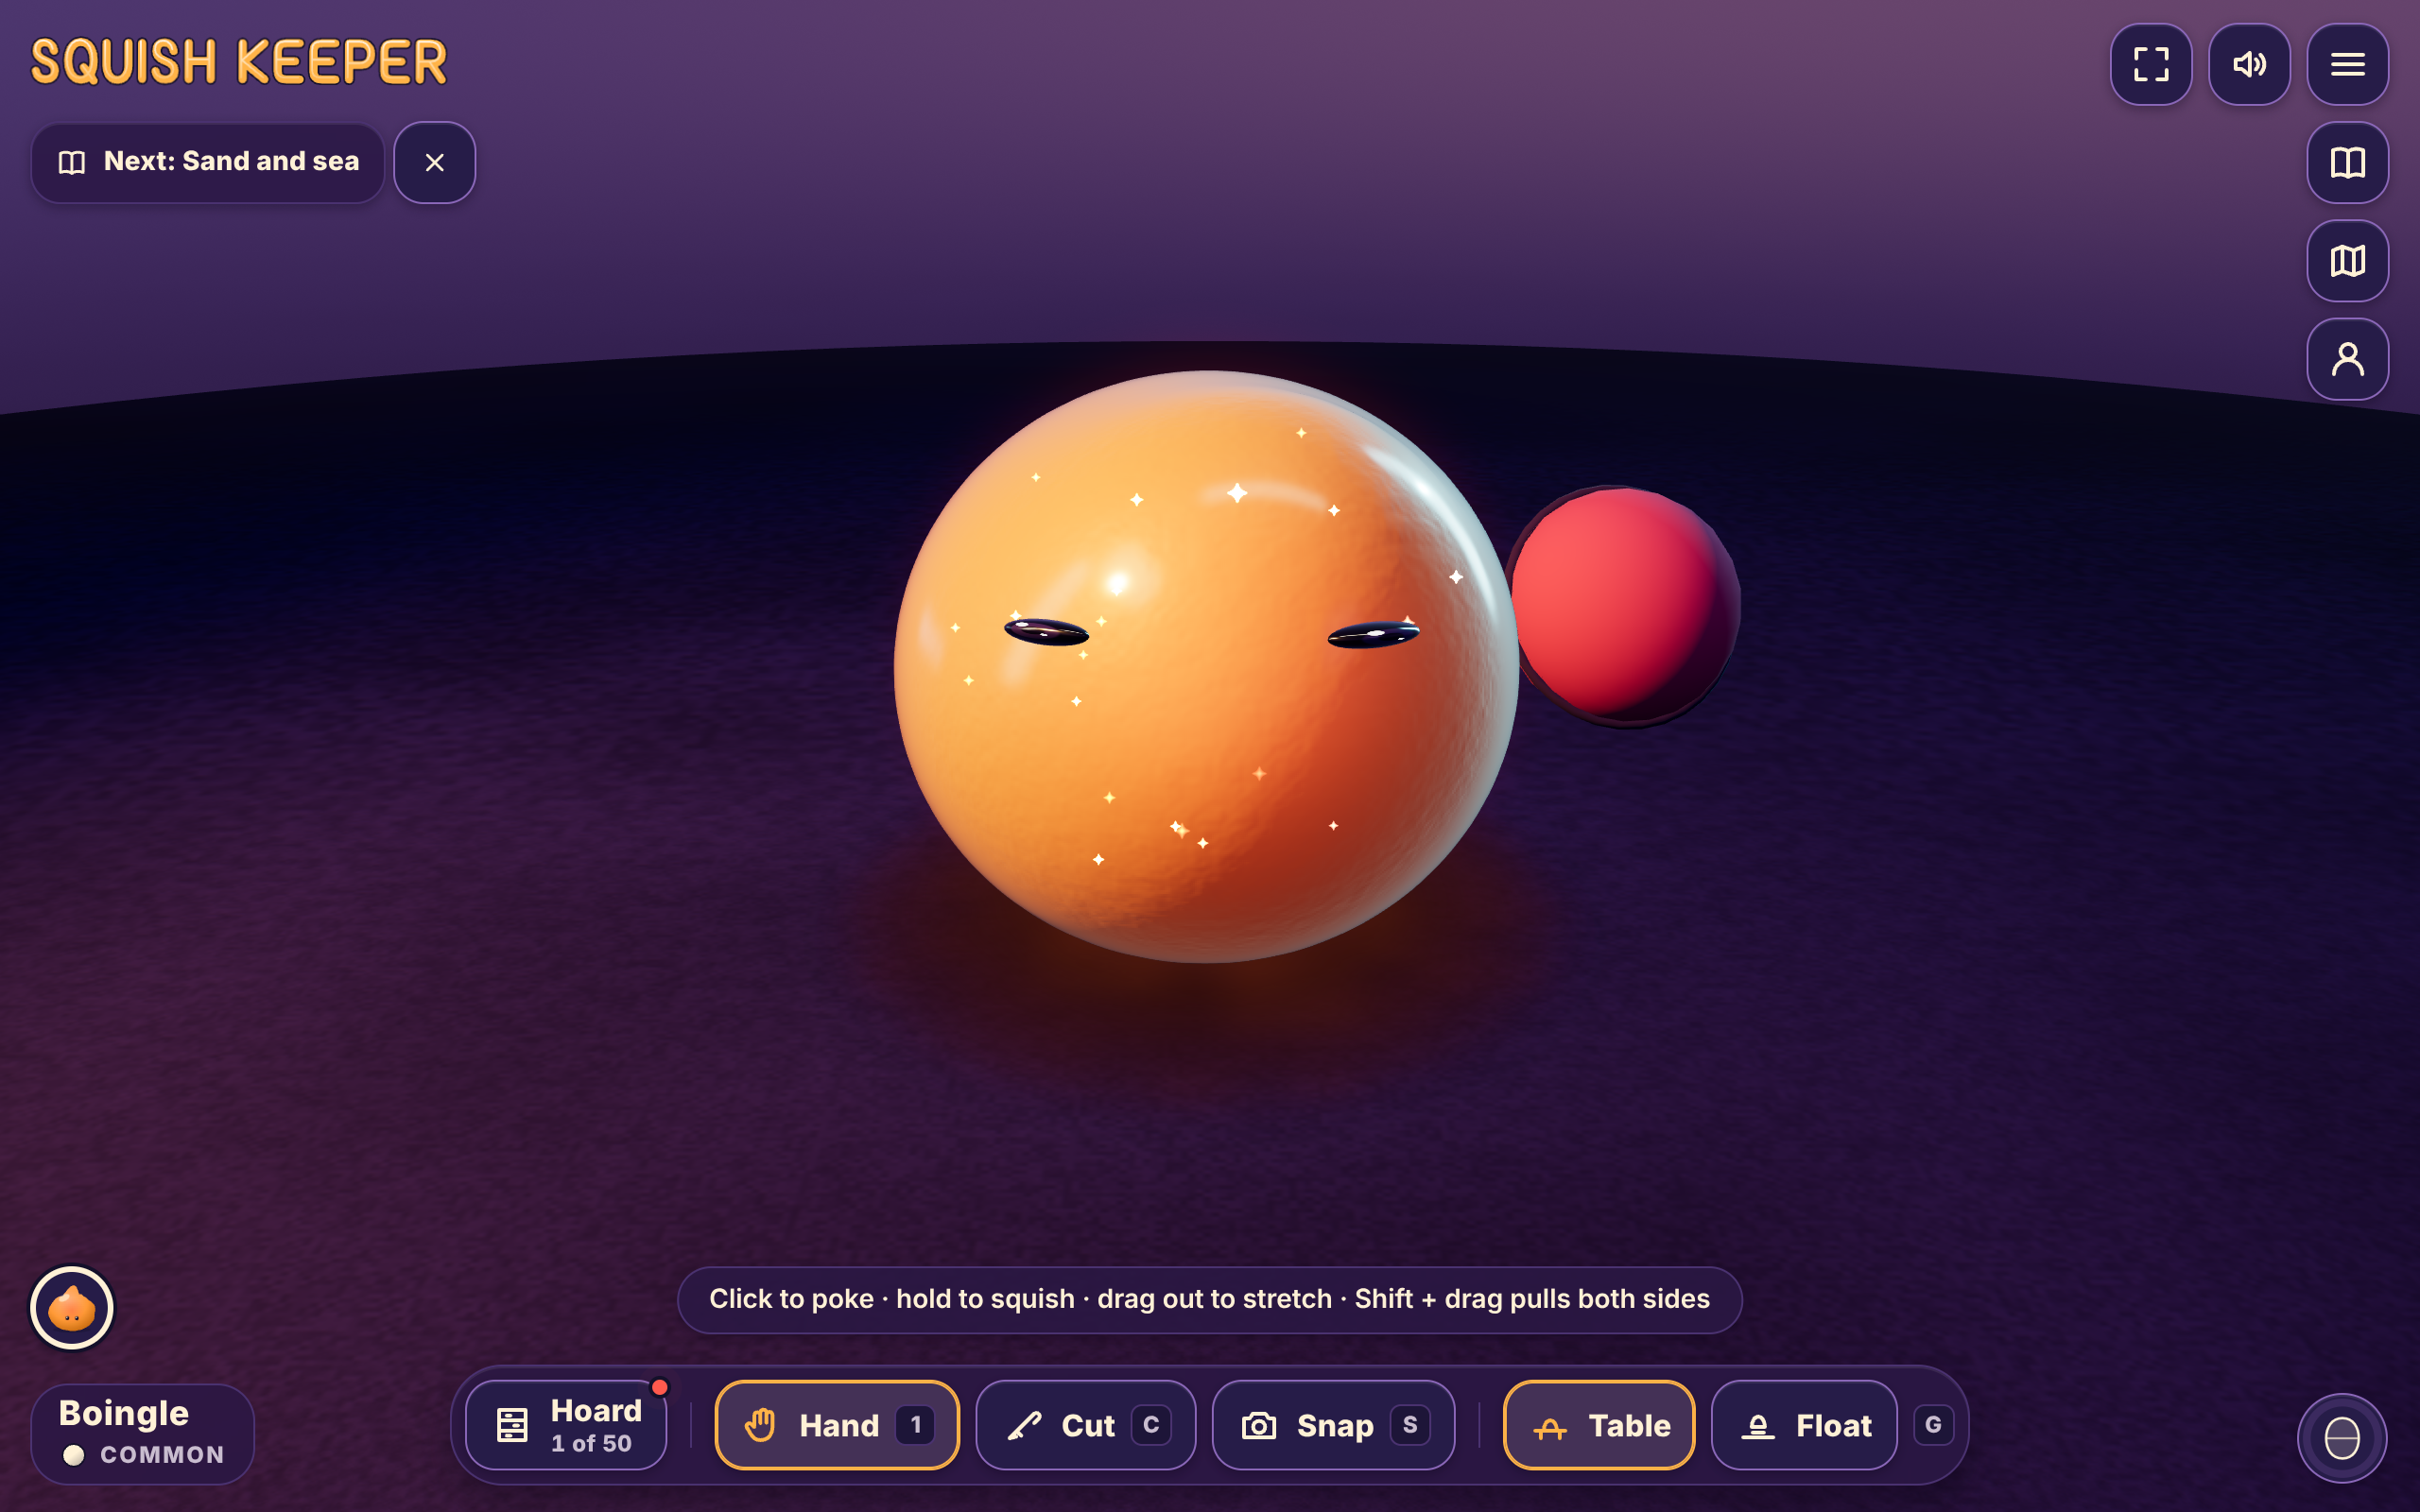 SQUISH KEEPER
Next: Sand and sea
Click to poke · hold to squish · drag out to stretch · Shift + drag pulls both sides
Boingle
COMMON
Hoard
1 of 50
Hand 1
Cut C
Snap S
Table
Float G